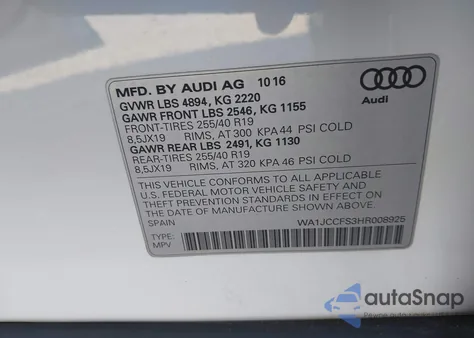 MFD. BY AUDI AG 10 16
GVWR LBS 4894, KG 2220
GAWR FRONT LBS 2546, KG 1155
FRONT-TIRES 255/40 R19
8,5JX19 RIMS, AT 300 KPA 44 PSI COLD
GAWR REAR LBS 2491, KG 1130
REAR-TIRES 255/40 R19
8,5JX19 RIMS, AT 320 KPA 46 PSI COLD
Audi
THIS VEHICLE CONFORMS TO ALL APPLICABLE
U.S. FEDERAL MOTOR VEHICLE SAFETY AND
THEFT PREVENTION STANDARDS IN EFFECT ON
THE DATE OF MANUFACTURE SHOWN ABOVE.
SPAIN WA1JCCFS3HR008925
TYPE:
MPV
autaSnap